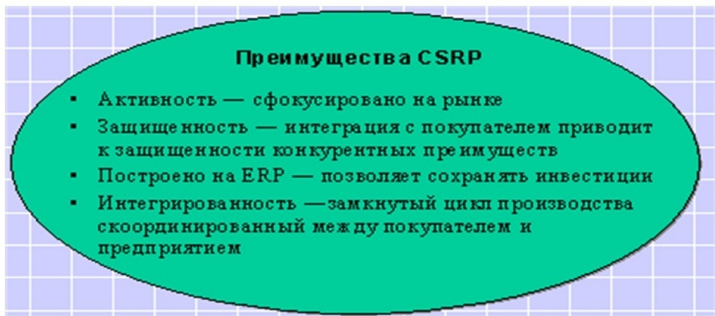 Преимущества CSRP
▪ Активность — сфокусировано на рынке
▪ Защищенность — интеграция с покупателем приводит
к защищенности конкурентных преимуществ
▪ Построено на ERP — позволяет сохранять инвестиции
▪ Интегрированность —замкнутый цикл производства
скоординированный между покупателем и
предприятием